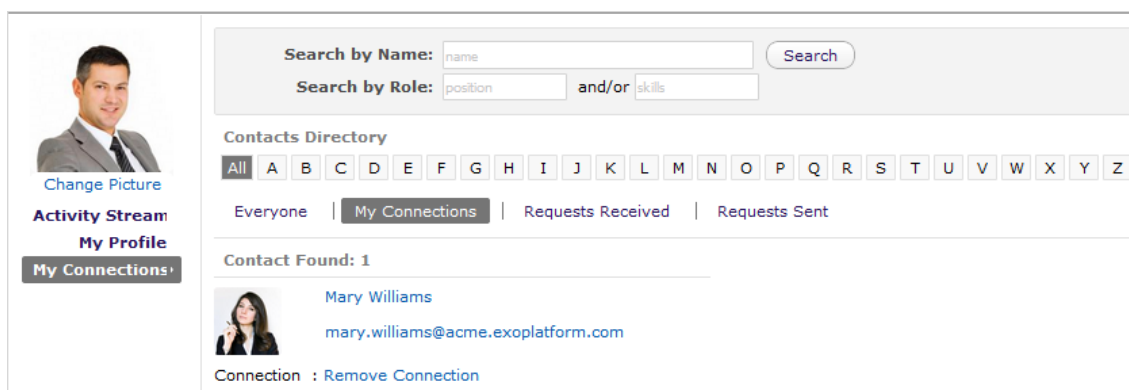 Search by Name: name Search
Search by Role: position and/or skills
Contacts Directory
All A B C D E F G H I J K L M N O P Q R S T U V W X Y Z
Change Picture
Activity Stream
My Profile
My Connections
Everyone | My Connections | Requests Received | Requests Sent
Contact Found: 1
Mary Williams
mary.williams@acme.exoplatform.com
Connection : Remove Connection